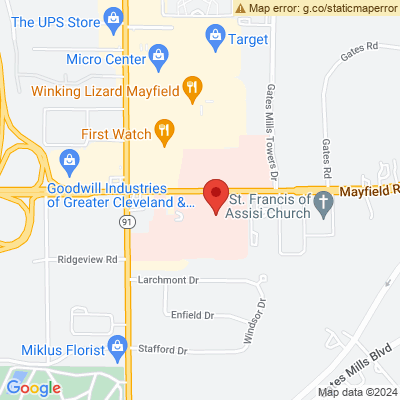 Map error: g.co/staticmaperror
The UPS Store
Target
Gates Rd
Micro Center
Winking Lizard Mayfield
Gates Mills Towers Dr
First Watch
Gates Rd
Goodwill Industries
of Greater Cleveland &...
Mayfield R
St. Francis of
Assisi Church
91
Ridgeview Rd
Larchmont Dr
Windsor Dr
Enfield Dr
Miklus Florist
Stafford Dr
Gates Mills Blvd
Google
Map data ©2024